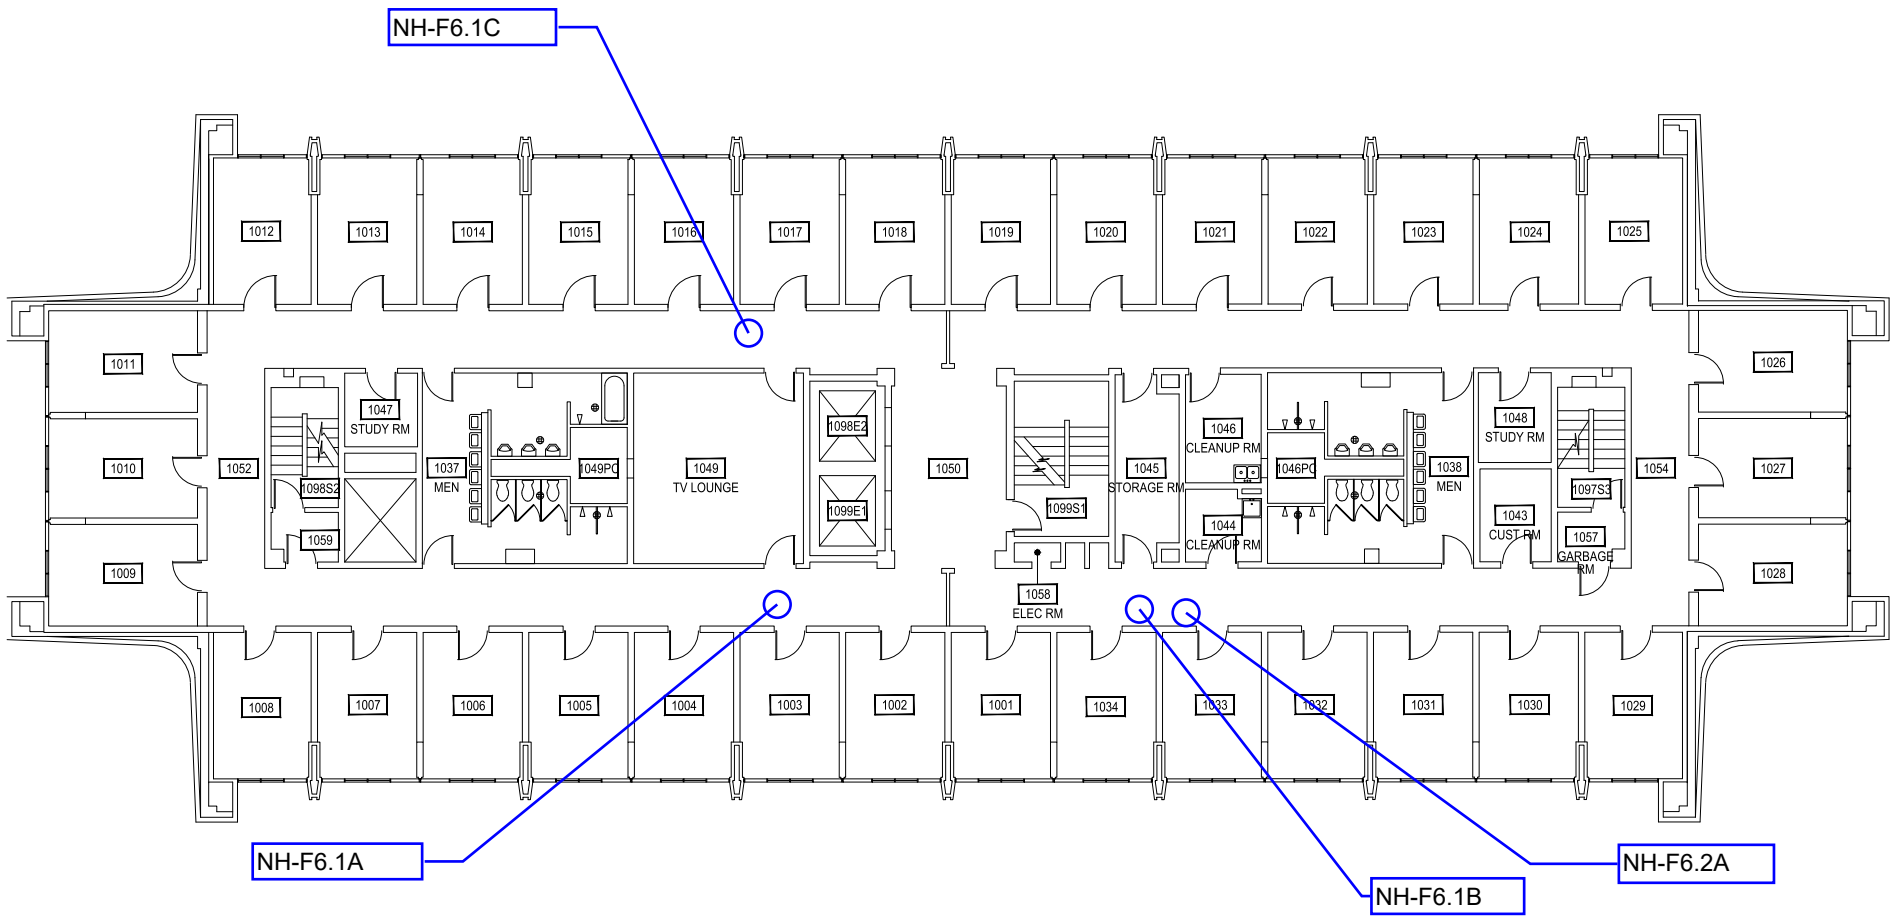 NH-F6.1C
1012
1013
1014
1015
1016
1017
1018
1019
1020
1021
1022
1023
1024
1025
1011
1026
1047
STUDY RM
1098E2
1046
CLEANUP RM
1048
STUDY RM
1010
1052
1037
MEN
1049PC
1049
TV LOUNGE
1050
1045
STORAGE RM
1046PC
1038
MEN
1054
1027
1098S2
1097S3
1099E1
1099S1
1044
CLEANUP RM
1043
CUST RM
1059
1057
GARBAGE
RM
1009
1028
1058
ELEC RM
1008
1007
1006
1005
1004
1003
1002
1001
1034
1033
1032
1031
1030
1029
NH-F6.1A
NH-F6.2A
NH-F6.1B